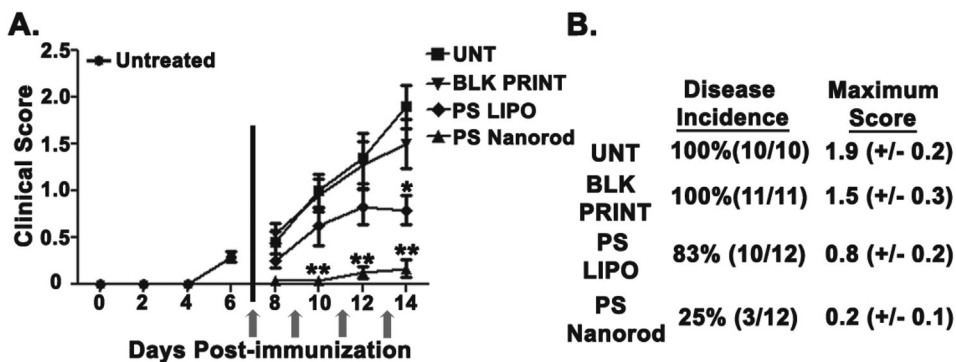 A.
Clinical Score
2.5
2.0
1.5
1.0
0.5
0
Untreated
UNT
BLK PRINT
PS LIPO
PS Nanorod
*
** ** **
0 2 4 6 8 10 12 14
Days Post-immunization
B.
Disease Maximum
Incidence Score
UNT 100%(10/10) 1.9 (+/- 0.2)
BLK
PRINT 100%(11/11) 1.5 (+/- 0.3)
PS
LIPO 83% (10/12) 0.8 (+/- 0.2)
PS
Nanorod 25% (3/12) 0.2 (+/- 0.1)